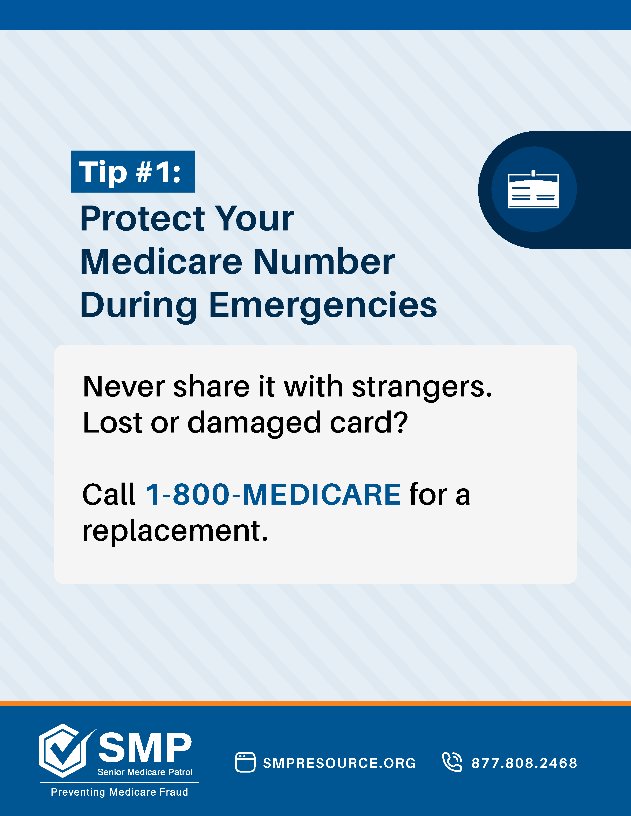 Tip #1:
Protect Your
Medicare Number
During Emergencies
Never share it with strangers.
Lost or damaged card?
Call 1-800-MEDICARE for a
replacement.
SMP
Senior Medicare Patrol
Preventing Medicare Fraud
SMPRESOURCE.ORG
877.808.2468